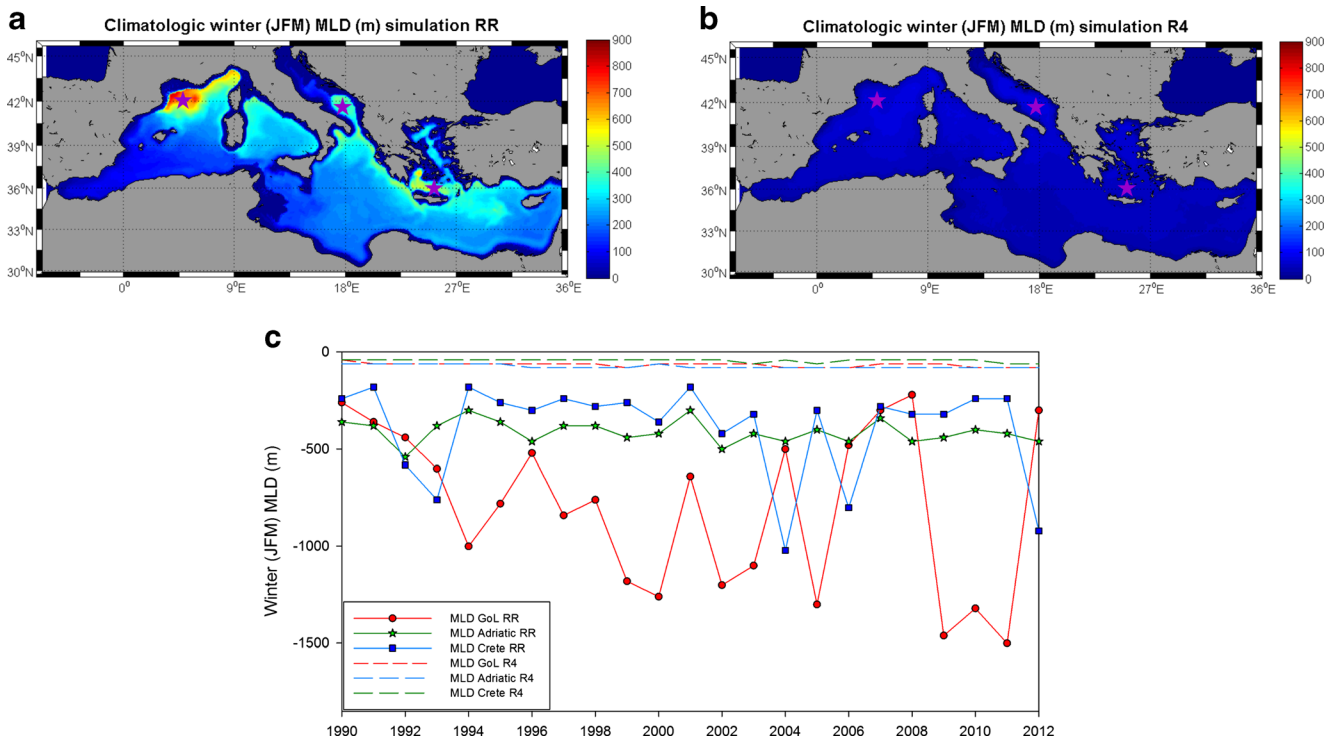 a
Climatologic winter (JFM) MLD (m) simulation RR
45°N
42°N
39°N
36°N
33°N
30°N
0°
9°E
18°E
27°E
36°E
900
800
700
600
500
400
300
200
100
0
b
Climatologic winter (JFM) MLD (m) simulation R4
45°N
42°N
39°N
36°N
33°N
30°N
0°
9°E
18°E
27°E
36°E
900
800
700
600
500
400
300
200
100
0
c
Winter (JFM) MLD (m)
0
-500
-1000
-1500
MLD GoL RR
MLD Adriatic RR
MLD Crete RR
MLD GoL R4
MLD Adriatic R4
MLD Crete R4
1990 1992 1994 1996 1998 2000 2002 2004 2006 2008 2010 2012